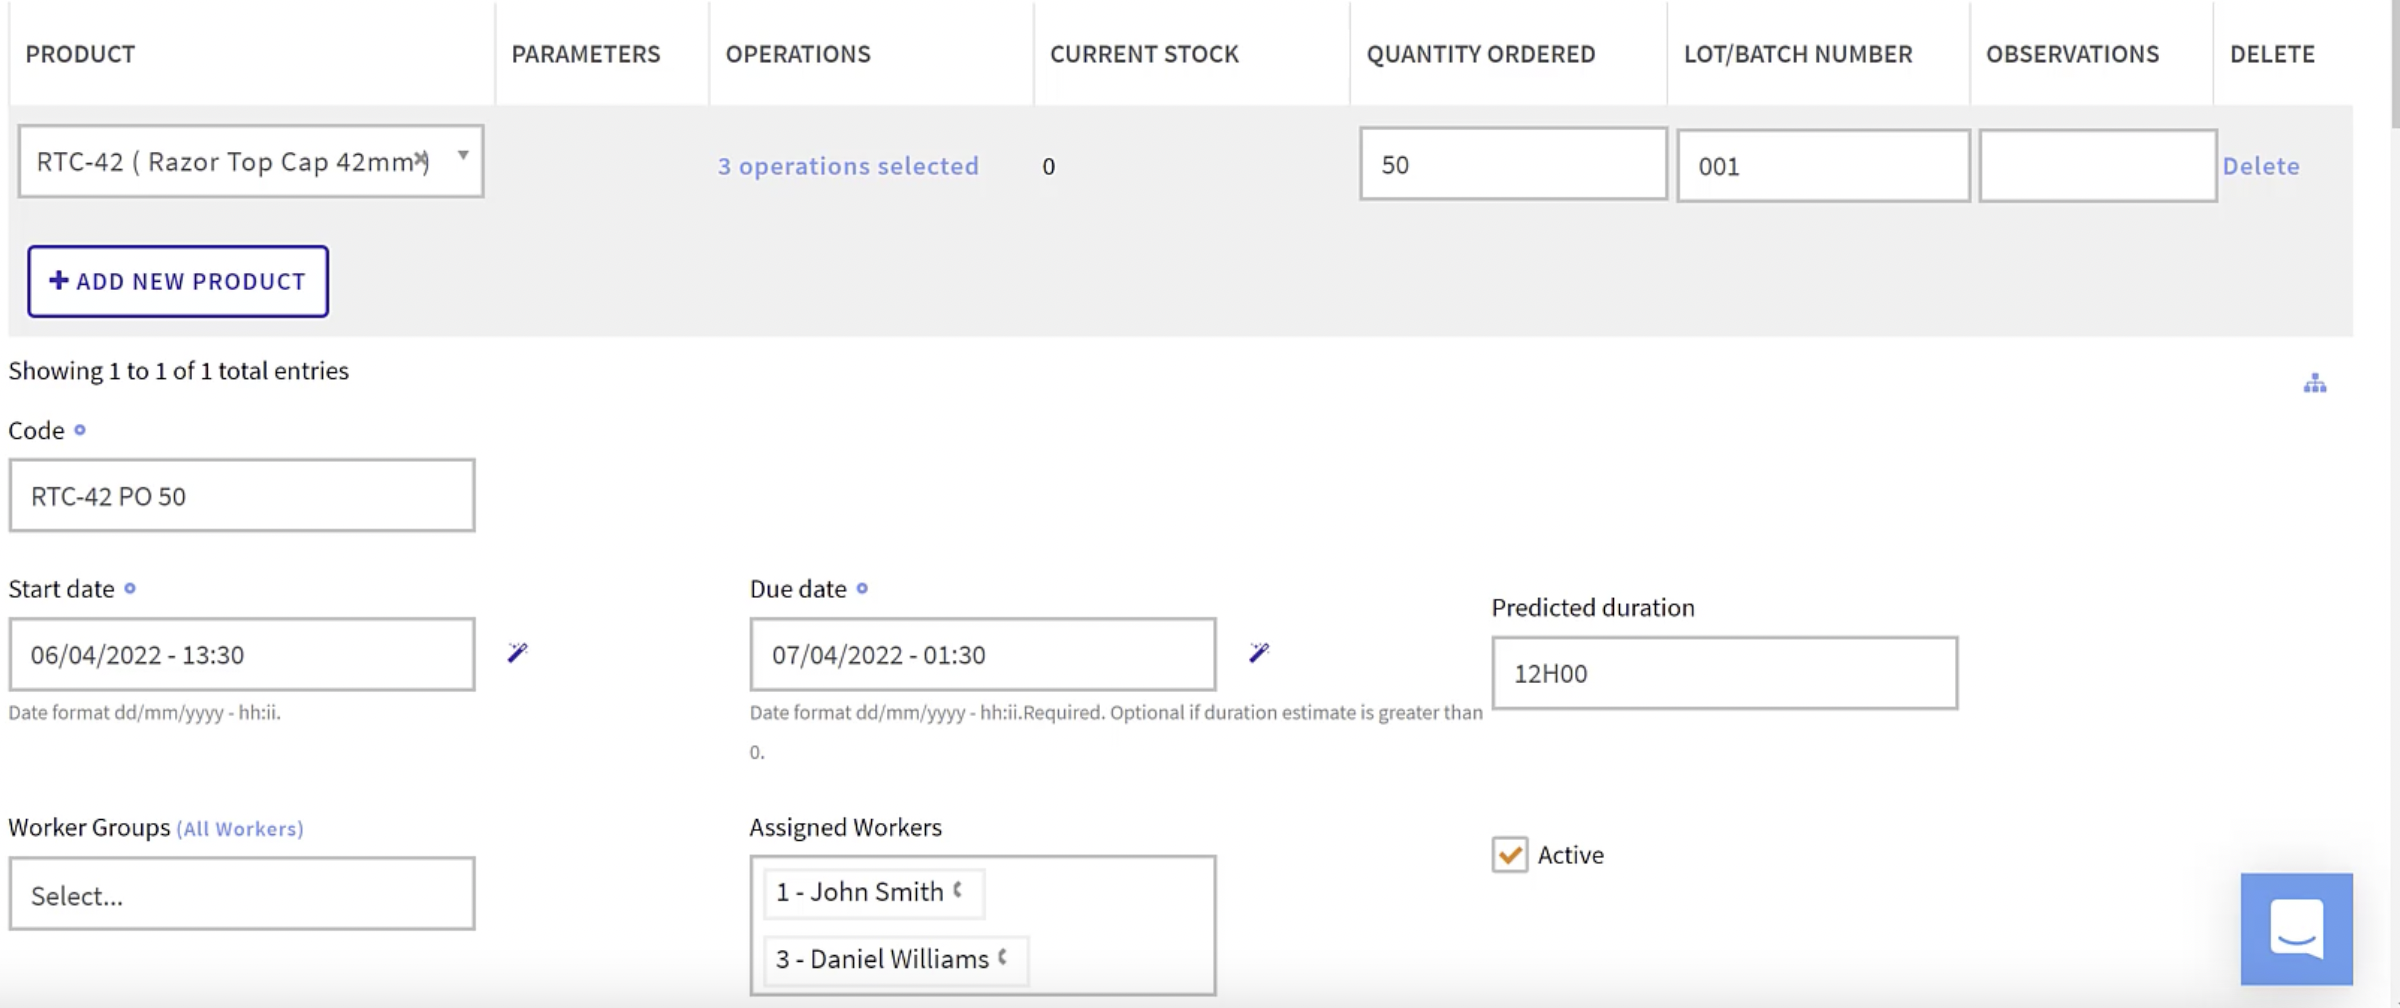 PRODUCT PARAMETERS OPERATIONS CURRENT STOCK QUANTITY ORDERED LOT/BATCH NUMBER OBSERVATIONS DELETE
RTC-42 ( Razor Top Cap 42mm) 3 operations selected 0 50 001 Delete
+ ADD NEW PRODUCT
Showing 1 to 1 of 1 total entries
Code
RTC-42 PO 50
Start date Due date Predicted duration
06/04/2022 - 13:30 07/04/2022 - 01:30 12H00
Date format dd/mm/yyyy - hh:ii. Date format dd/mm/yyyy - hh:ii.Required. Optional if duration estimate is greater than
0.
Worker Groups (All Workers) Assigned Workers Active
Select... 1 - John Smith
3 - Daniel Williams